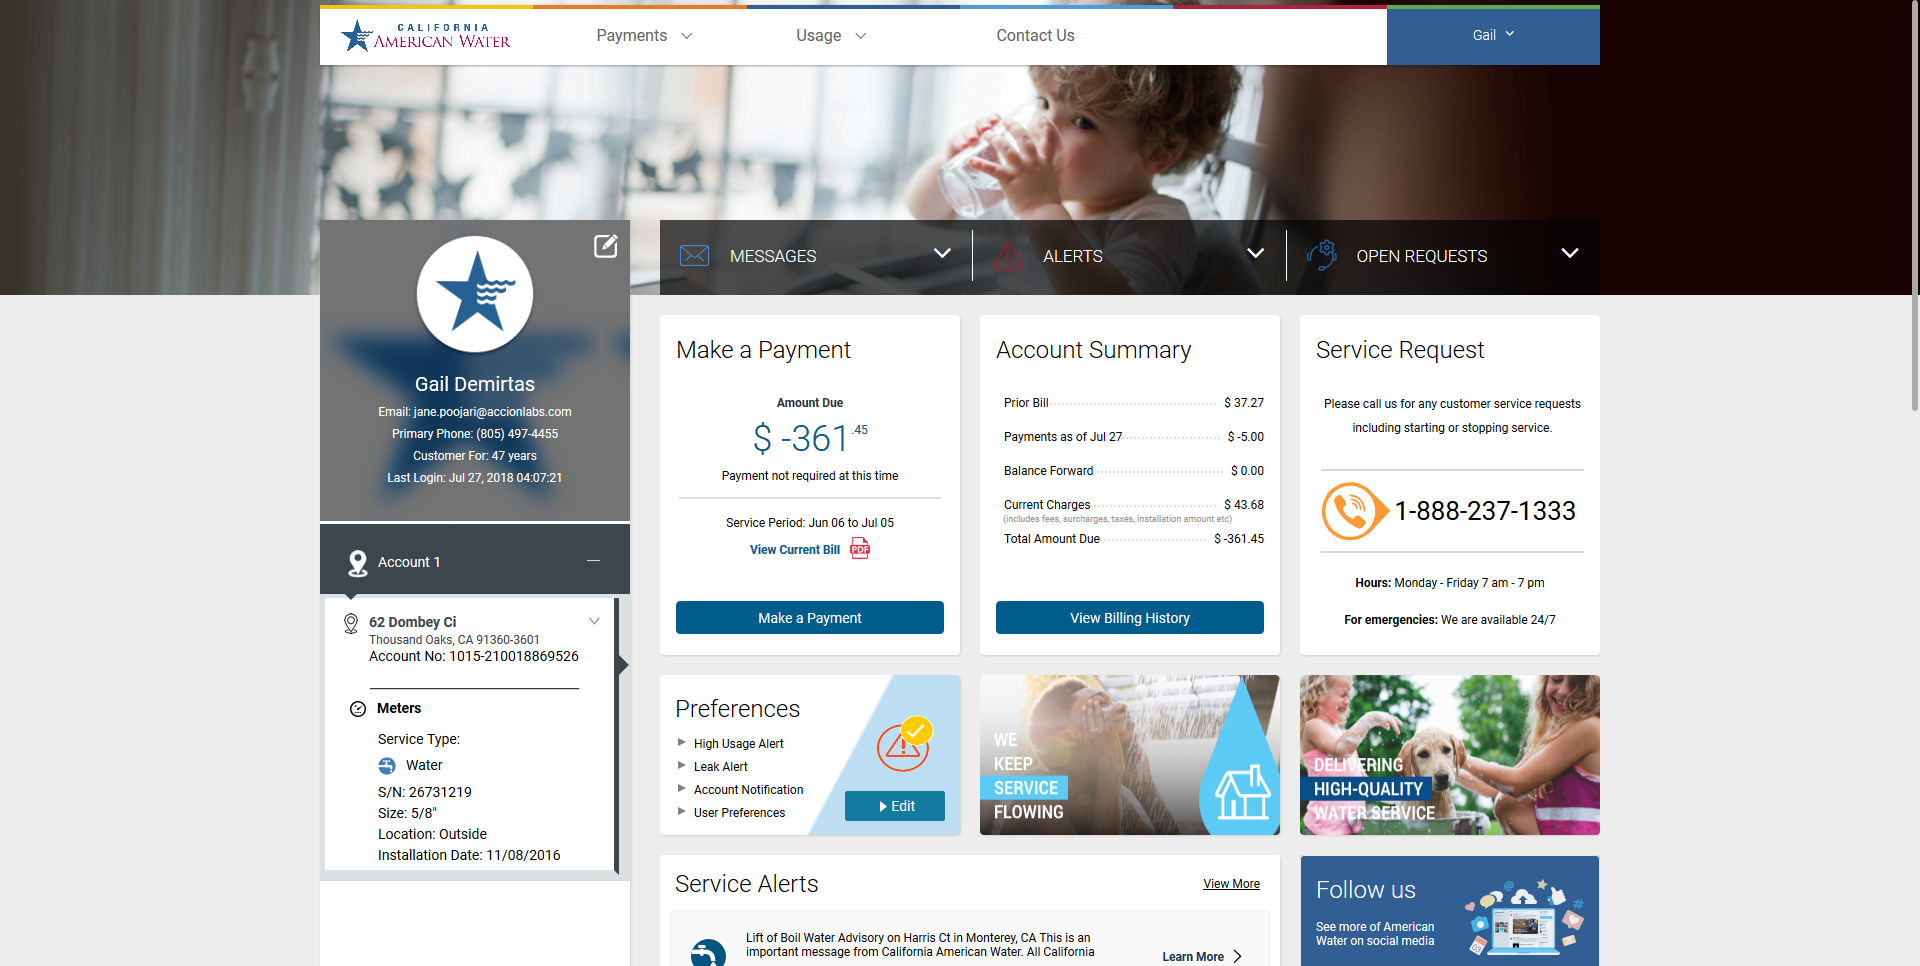 CALIFORNIA
AMERICAN WATER
Payments
Usage
Contact Us
Gail
MESSAGES
ALERTS
OPEN REQUESTS
Gail Demirtas
Email: jane.poojari@accionlabs.com
Primary Phone: (805) 497-4455
Customer For: 47 years
Last Login: Jul 27, 2018 04:07:21
Account 1
62 Dombey Ci
Thousand Oaks, CA 91360-3601
Account No: 1015-210018869526
Meters
Service Type:
Water
S/N: 26731219
Size: 5/8"
Location: Outside
Installation Date: 11/08/2016
Make a Payment
Amount Due
$ -361.45
Payment not required at this time
Service Period: Jun 06 to Jul 05
View Current Bill PDF
Make a Payment
Account Summary
Prior Bill $ 37.27
Payments as of Jul 27 $ -5.00
Balance Forward $ 0.00
Current Charges $ 43.68
(includes fees, surcharges, taxes, installation amount etc)
Total Amount Due $ -361.45
View Billing History
Service Request
Please call us for any customer service requests
including starting or stopping service.
1-888-237-1333
Hours: Monday - Friday 7 am - 7 pm
For emergencies: We are available 24/7
Preferences
High Usage Alert
Leak Alert
Account Notification
User Preferences
Edit
WE
KEEP
SERVICE
FLOWING
DELIVERING
HIGH-QUALITY
WATER SERVICE
Service Alerts
View More
Lift of Boil Water Advisory on Harris Ct in Monterey, CA This is an
important message from California American Water. All California
Learn More
Follow us
See more of American
Water on social media